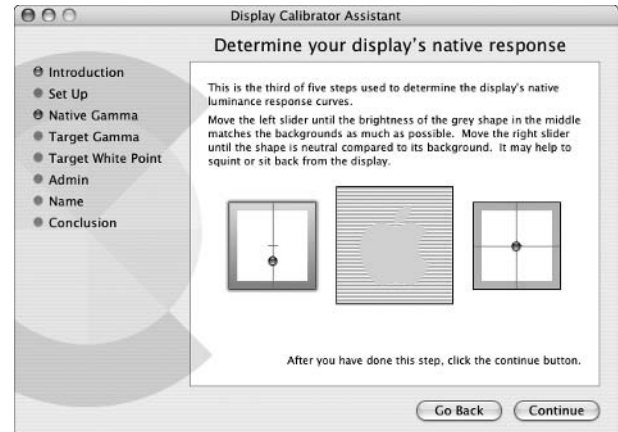 Display Calibrator Assistant
Determine your display's native response
Introduction
Set Up
Native Gamma
Target Gamma
Target White Point
Admin
Name
Conclusion
This is the third of five steps used to determine the display's native
luminance response curves.
Move the left slider until the brightness of the grey shape in the middle
matches the backgrounds as much as possible. Move the right slider
until the shape is neutral compared to its background. It may help to
squint or sit back from the display.
After you have done this step, click the continue button.
Go Back
Continue